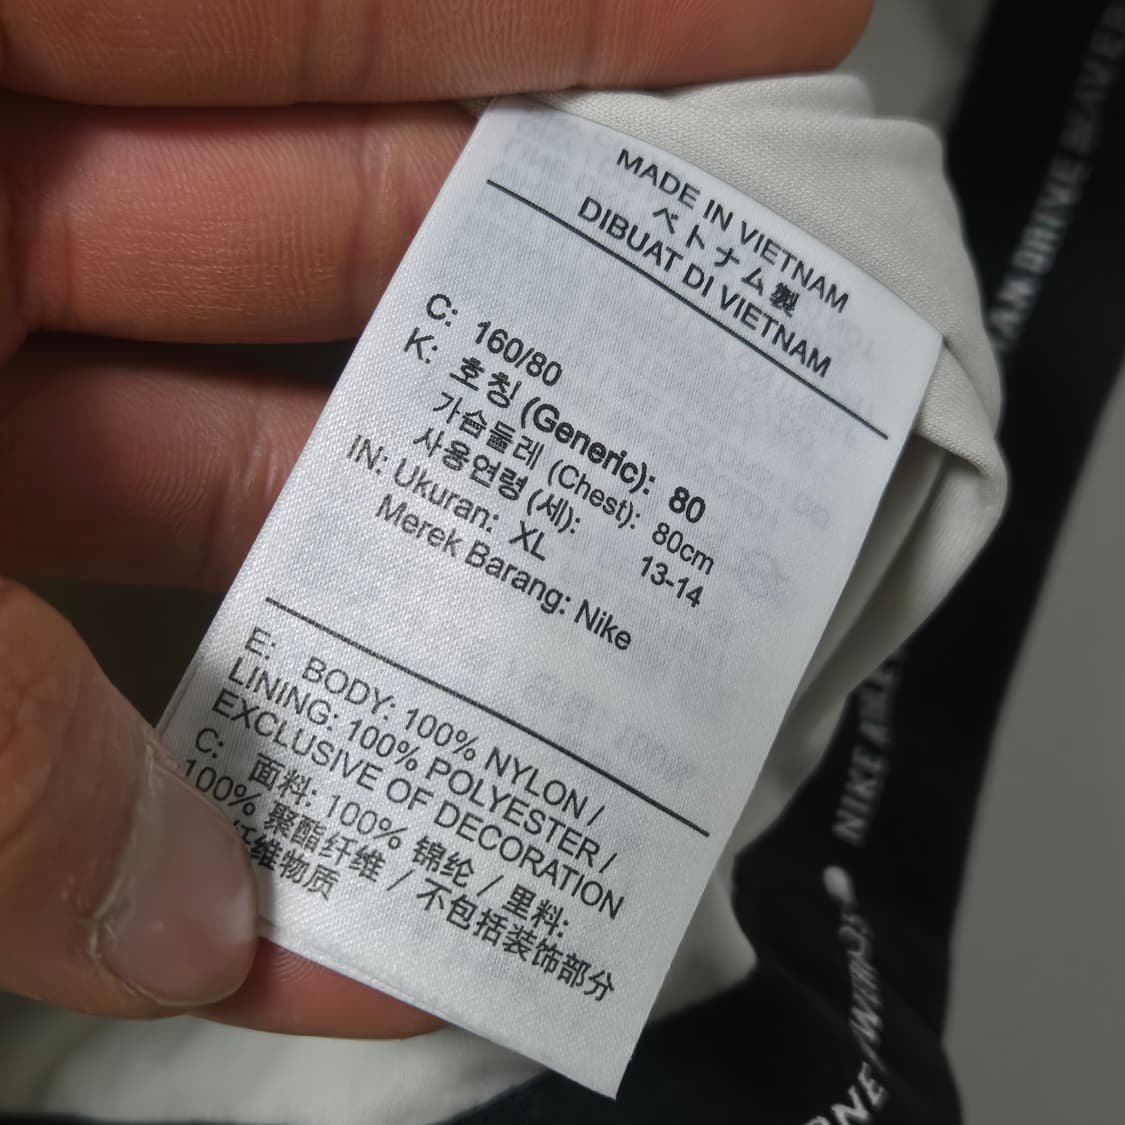 MADE IN VIETNAM
ベトナム製
DIBUAT DI VIETNAM
C: 160/80
K: 호칭 (Generic): 80
가슴둘레 (Chest): 80cm
사용연령 (세): 13-14
IN: Ukuran: XL
Merek Barang: Nike
E: BODY: 100% NYLON /
LINING: 100% POLYESTER /
EXCLUSIVE OF DECORATION
C: 面料: 100% 锦纶 / 里料:
100% 聚酯纤维 / 不包括装饰部分
纤维物质
NIKE